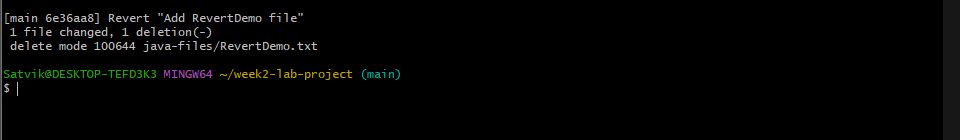 [main 6e36aa8] Revert "Add RevertDemo file"
1 file changed, 1 deletion(-)
delete mode 100644 java-files/RevertDemo.txt
Satvik@DESKTOP-TEFD3K3 MINGW64 ~/week2-lab-project (main)
$